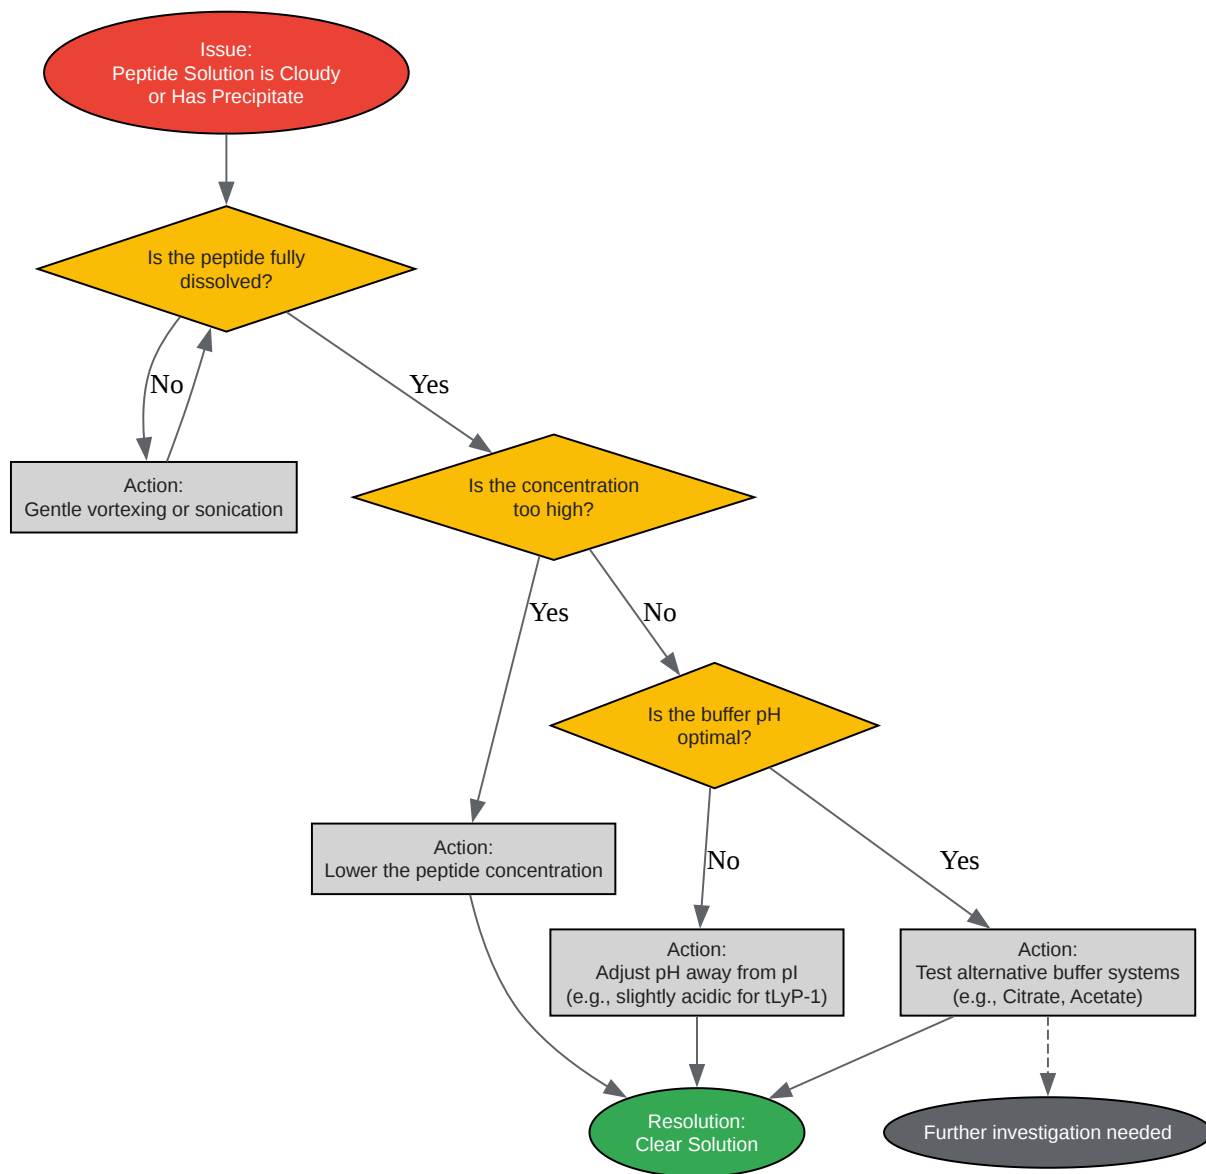 Issue:
Peptide Solution is Cloudy
or Has Precipitate
Is the peptide fully
dissolved?
No
Yes
Action:
Gentle vortexing or sonication
Is the concentration
too high?
Yes
No
Is the buffer pH
optimal?
Action:
Lower the peptide concentration
No
Yes
Action:
Adjust pH away from pI
(e.g., slightly acidic for tLyP-1)
Action:
Test alternative buffer systems
(e.g., Citrate, Acetate)
Resolution:
Clear Solution
Further investigation needed